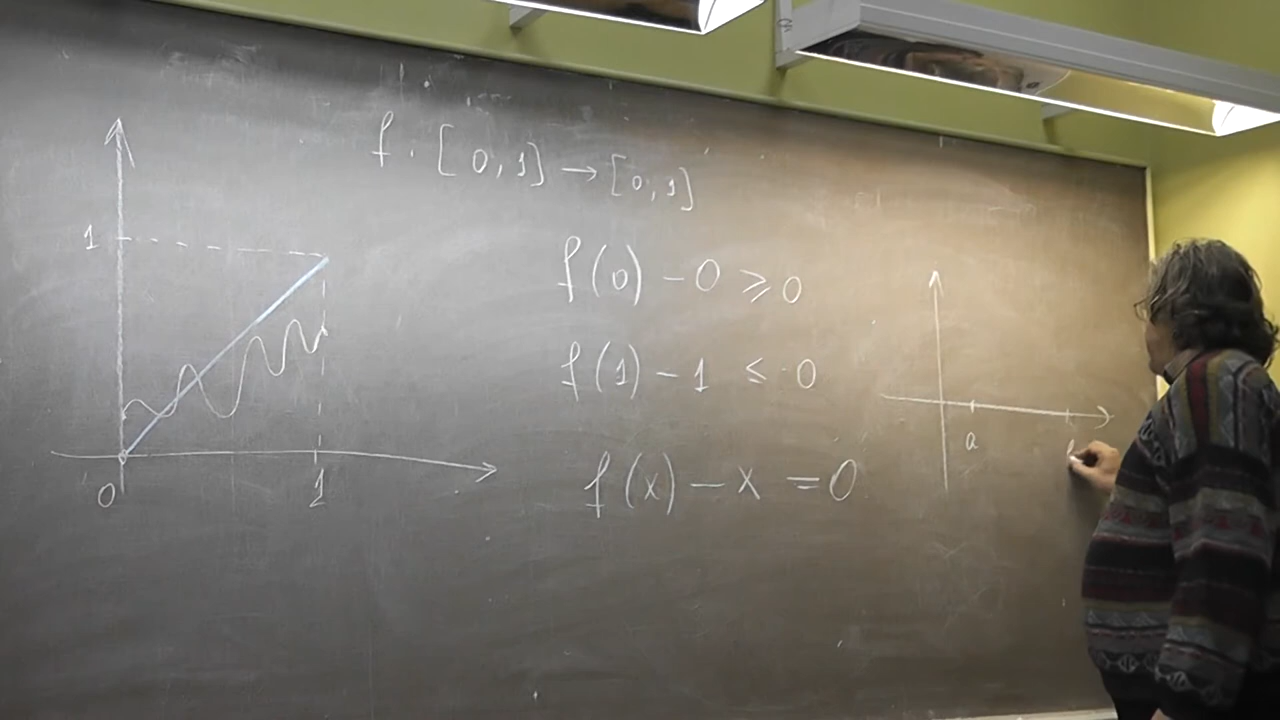 f : [0,1] → [0,1]
1
f(0) - 0 ⩾ 0
f(1) - 1 ≤ 0
a
f(x) - x = 0
0
1